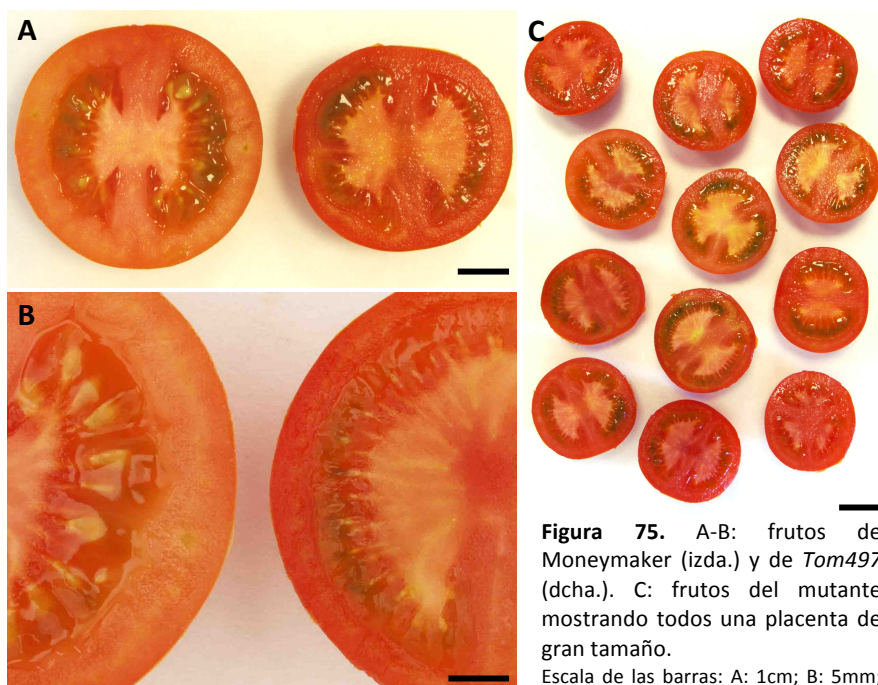 A
C
B
Figura 75. A-B: frutos de
Moneymaker (izda.) y de Tom497
(dcha.). C: frutos del mutante
mostrando todos una placenta de
gran tamaño.
Escala de las barras: A: 1cm; B: 5mm;